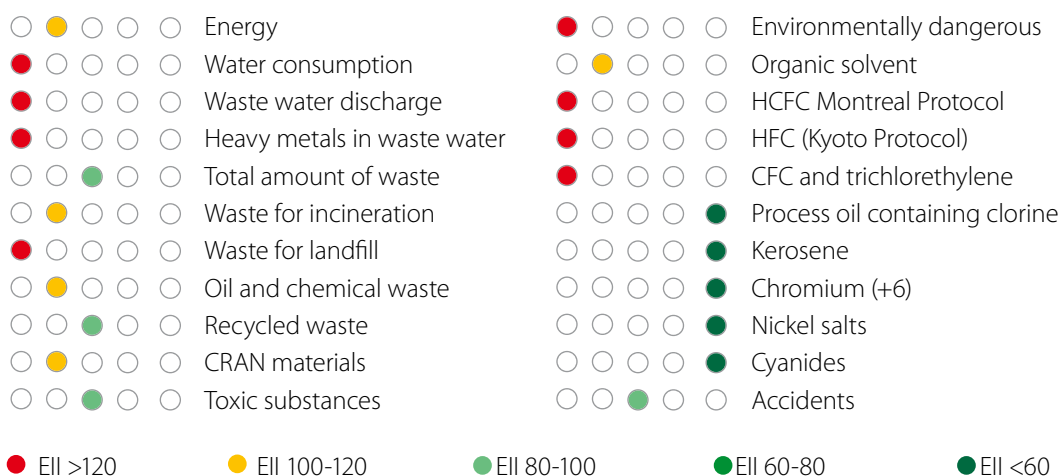 Energy
Water consumption
Waste water discharge
Heavy metals in waste water
Total amount of waste
Waste for incineration
Waste for landfill
Oil and chemical waste
Recycled waste
CRAN materials
Toxic substances
Environmentally dangerous
Organic solvent
HCFC Montreal Protocol
HFC (Kyoto Protocol)
CFC and trichlorethylene
Process oil containing clorine
Kerosene
Chromium (+6)
Nickel salts
Cyanides
Accidents
EII >120 EII 100-120 EII 80-100 EII 60-80 EII <60